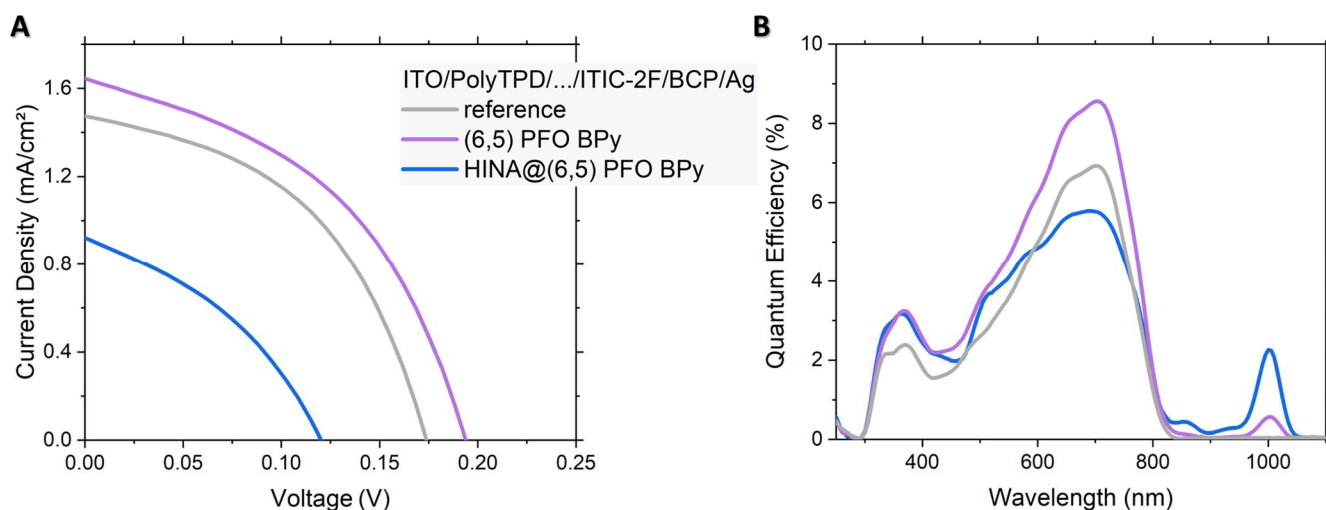 A
Current Density (mA/cm²)
1.6
1.2
0.8
0.4
0.0
0.00 0.05 0.10 0.15 0.20 0.25
Voltage (V)
ITO/PolyTPD/.../ITIC-2F/BCP/Ag
reference
(6,5) PFO BPy
HINA@(6,5) PFO BPy
B
Quantum Efficiency (%)
10
8
6
4
2
0
400 600 800 1000
Wavelength (nm)